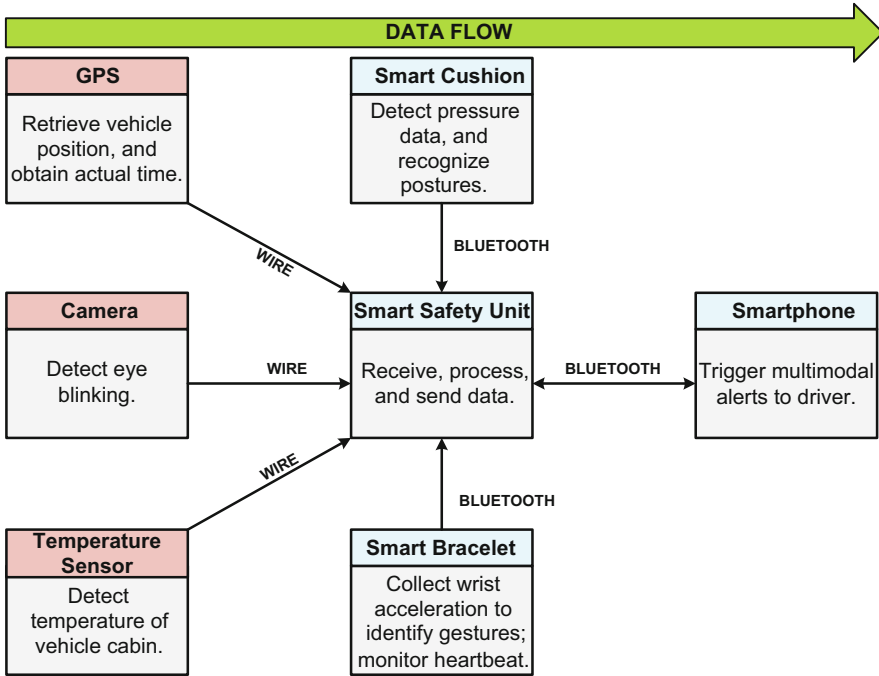 DATA FLOW
GPS
Retrieve vehicle
position, and
obtain actual time.
Smart Cushion
Detect pressure
data, and
recognize
postures.
WIRE
BLUETOOTH
Camera
Detect eye
blinking.
WIRE
Smart Safety Unit
Receive, process,
and send data.
BLUETOOTH
Smartphone
Trigger multimodal
alerts to driver.
WIRE
BLUETOOTH
Temperature
Sensor
Detect
temperature of
vehicle cabin.
Smart Bracelet
Collect wrist
acceleration to
identify gestures;
monitor heartbeat.